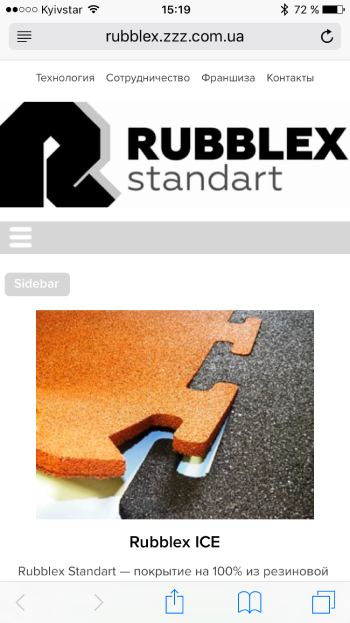 Kyivstar 15:19 72 %
rubblex.zzz.com.ua
Технология Сотрудничество Франшиза Контакты
RUBBLEX
standart
Sidebar
Rubblex ICE
Rubblex Standart — покрытие на 100% из резиновой